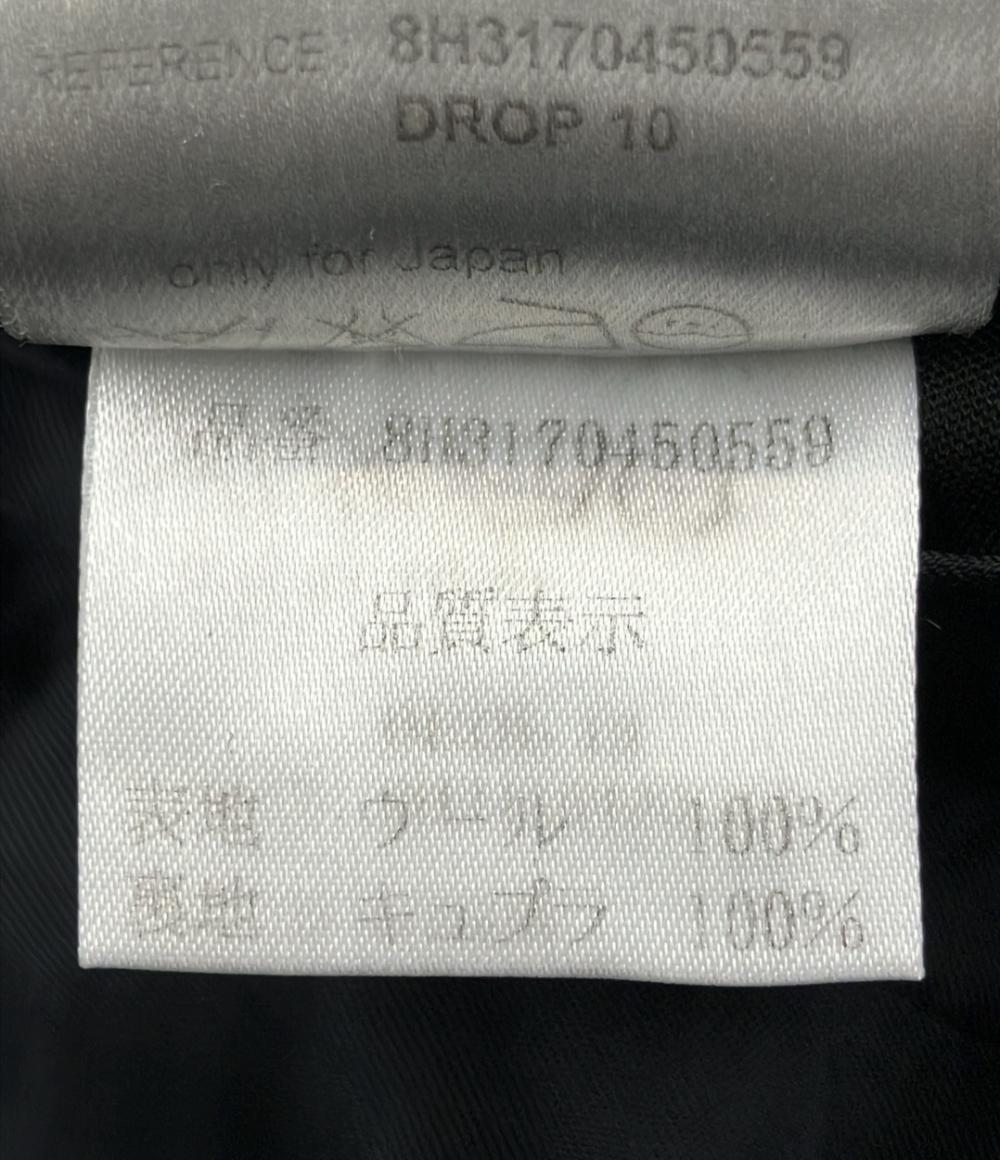 REFERENCE 8H3170450559
DROP 10
only for Japan
品番 8H3170450559
品質表示
表地 ウール 100%
裏地 キュプラ 100%